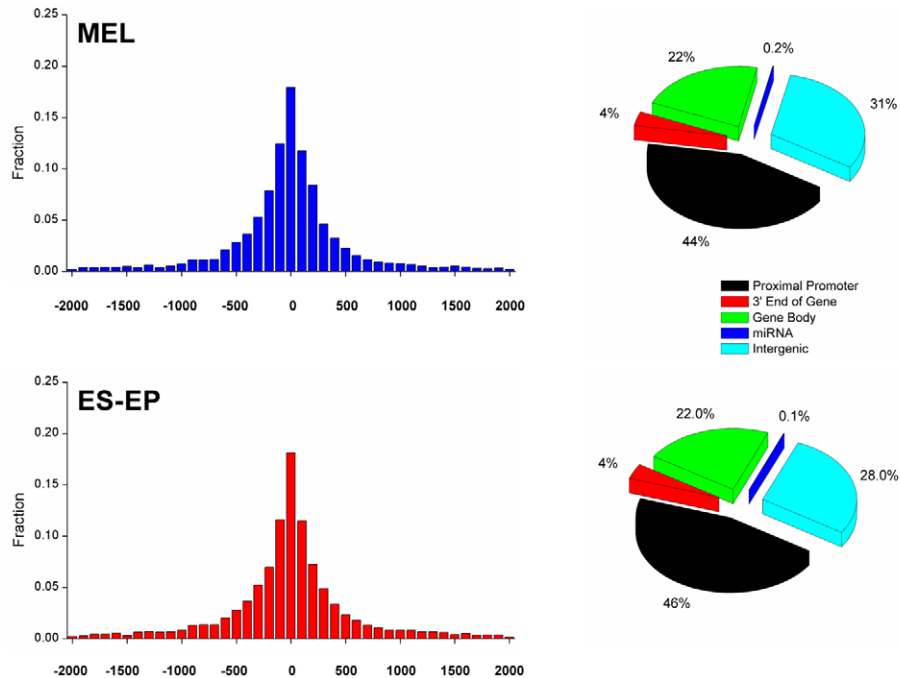 MEL
0.25
0.20
0.15
0.10
0.05
0.00
Fraction
-2000 -1500 -1000 -500 0 500 1000 1500 2000
0.2%
22%
31%
4%
44%
Proximal Promoter
3' End of Gene
Gene Body
miRNA
Intergenic
ES-EP
0.25
0.20
0.15
0.10
0.05
0.00
Fraction
-2000 -1500 -1000 -500 0 500 1000 1500 2000
0.1%
22.0%
28.0%
4%
46%